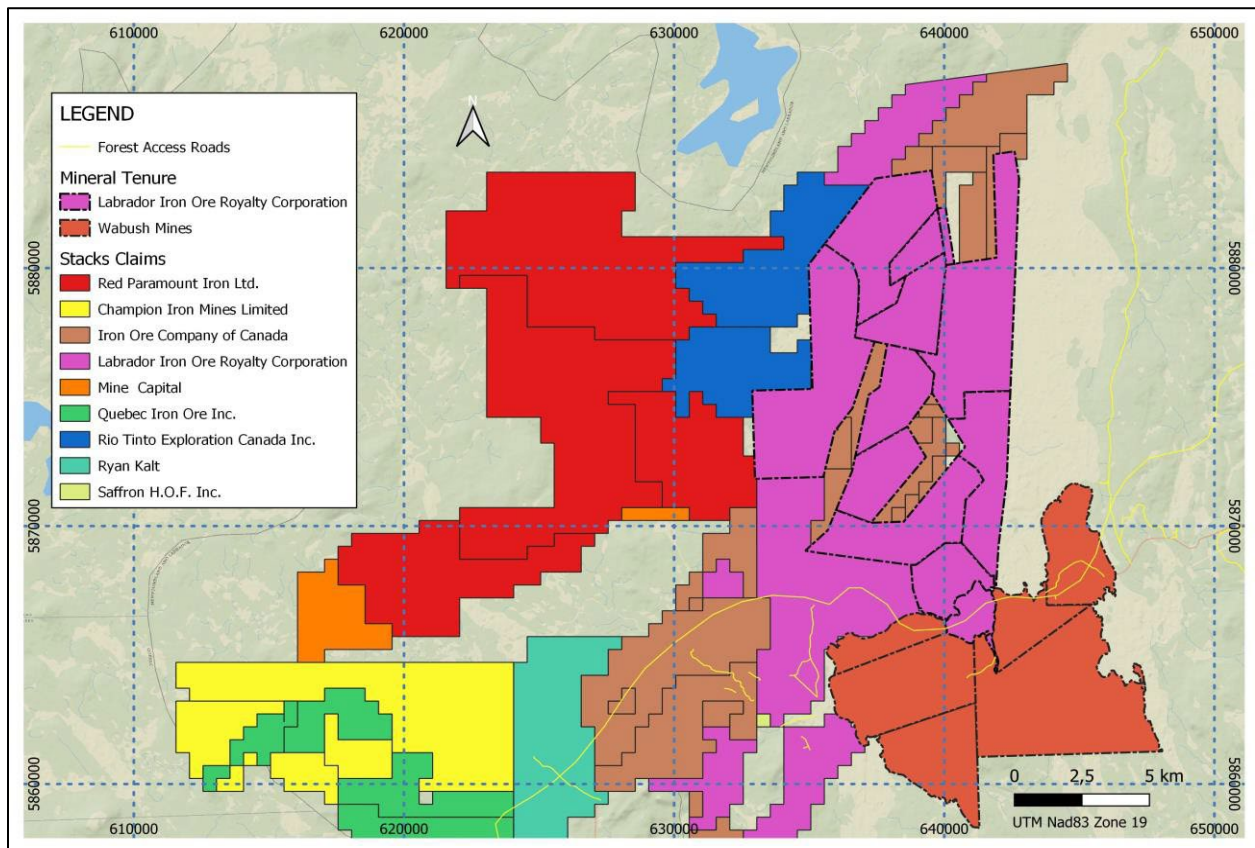 610000 620000 630000 640000 650000
N
LEGEND
Forest Access Roads
Mineral Tenure
Labrador Iron Ore Royalty Corporation
Wabush Mines
Stacks Claims
Red Paramount Iron Ltd.
Champion Iron Mines Limited
Iron Ore Company of Canada
Labrador Iron Ore Royalty Corporation
Mine Capital
Quebec Iron Ore Inc.
Rio Tinto Exploration Canada Inc.
Ryan Kalt
Saffron H.O.F. Inc.
5880000
5880000
5870000
5870000
5860000
5860000
0 2,5 5 km
UTM Nad83 Zone 19
610000 620000 630000 640000 650000